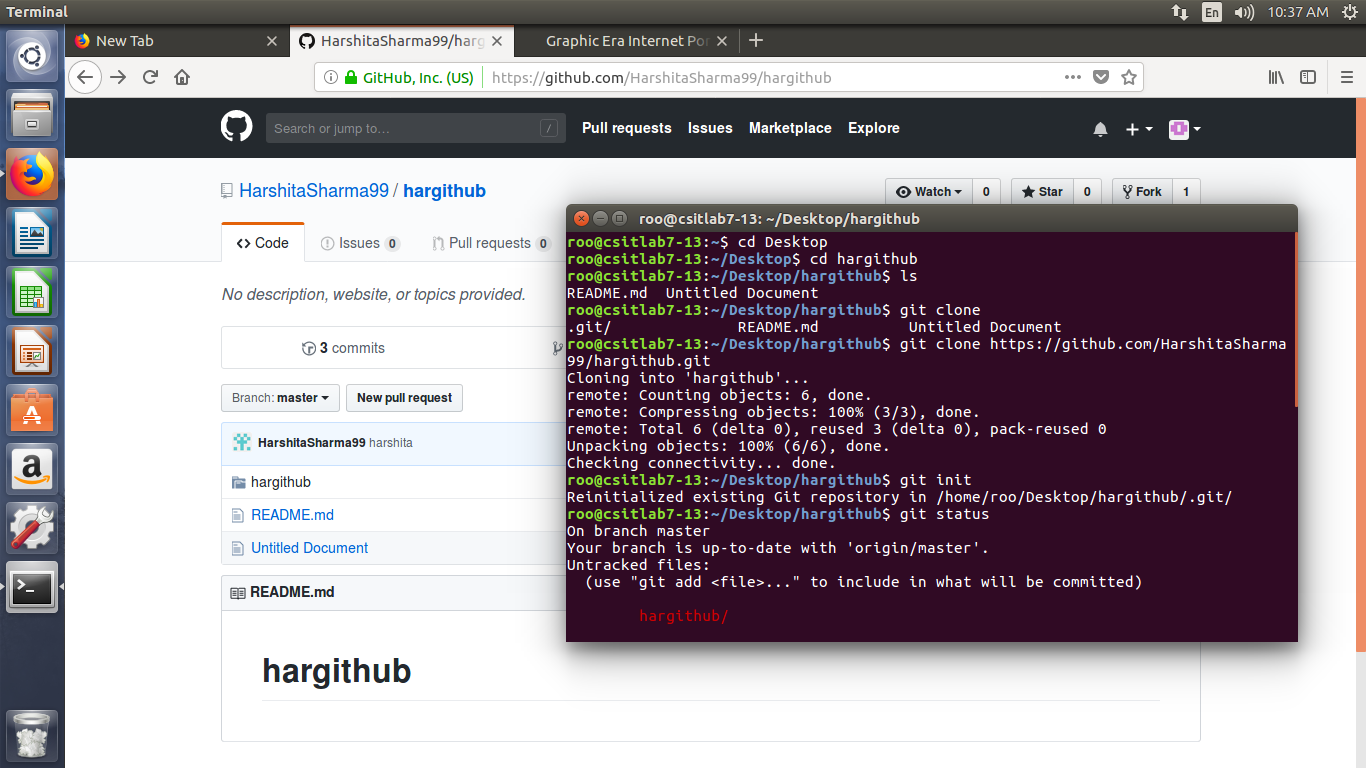 Terminal
En
10:37 AM
New Tab
HarshitaSharma99/harg
Graphic Era Internet Por
GitHub, Inc. (US)
https://github.com/HarshitaSharma99/hargithub
Search or jump to…
/
Pull requests
Issues
Marketplace
Explore
HarshitaSharma99 / hargithub
Watch 0
Star 0
Fork 1
Code
Issues 0
Pull requests 0
No description, website, or topics provided.
3 commits
Branch: master
New pull request
HarshitaSharma99 harshita
hargithub
README.md
Untitled Document
README.md
hargithub
roo@csitlab7-13: ~/Desktop/hargithub
roo@csitlab7-13:~$ cd Desktop
roo@csitlab7-13:~/Desktop$ cd hargithub
roo@csitlab7-13:~/Desktop/hargithub$ ls
README.md  Untitled Document
roo@csitlab7-13:~/Desktop/hargithub$ git clone
.git/              README.md          Untitled Document
roo@csitlab7-13:~/Desktop/hargithub$ git clone https://github.com/HarshitaSharma
99/hargithub.git
Cloning into 'hargithub'...
remote: Counting objects: 6, done.
remote: Compressing objects: 100% (3/3), done.
remote: Total 6 (delta 0), reused 3 (delta 0), pack-reused 0
Unpacking objects: 100% (6/6), done.
Checking connectivity... done.
roo@csitlab7-13:~/Desktop/hargithub$ git init
Reinitialized existing Git repository in /home/roo/Desktop/hargithub/.git/
roo@csitlab7-13:~/Desktop/hargithub$ git status
On branch master
Your branch is up-to-date with 'origin/master'.
Untracked files:
  (use "git add <file>..." to include in what will be committed)
hargithub/